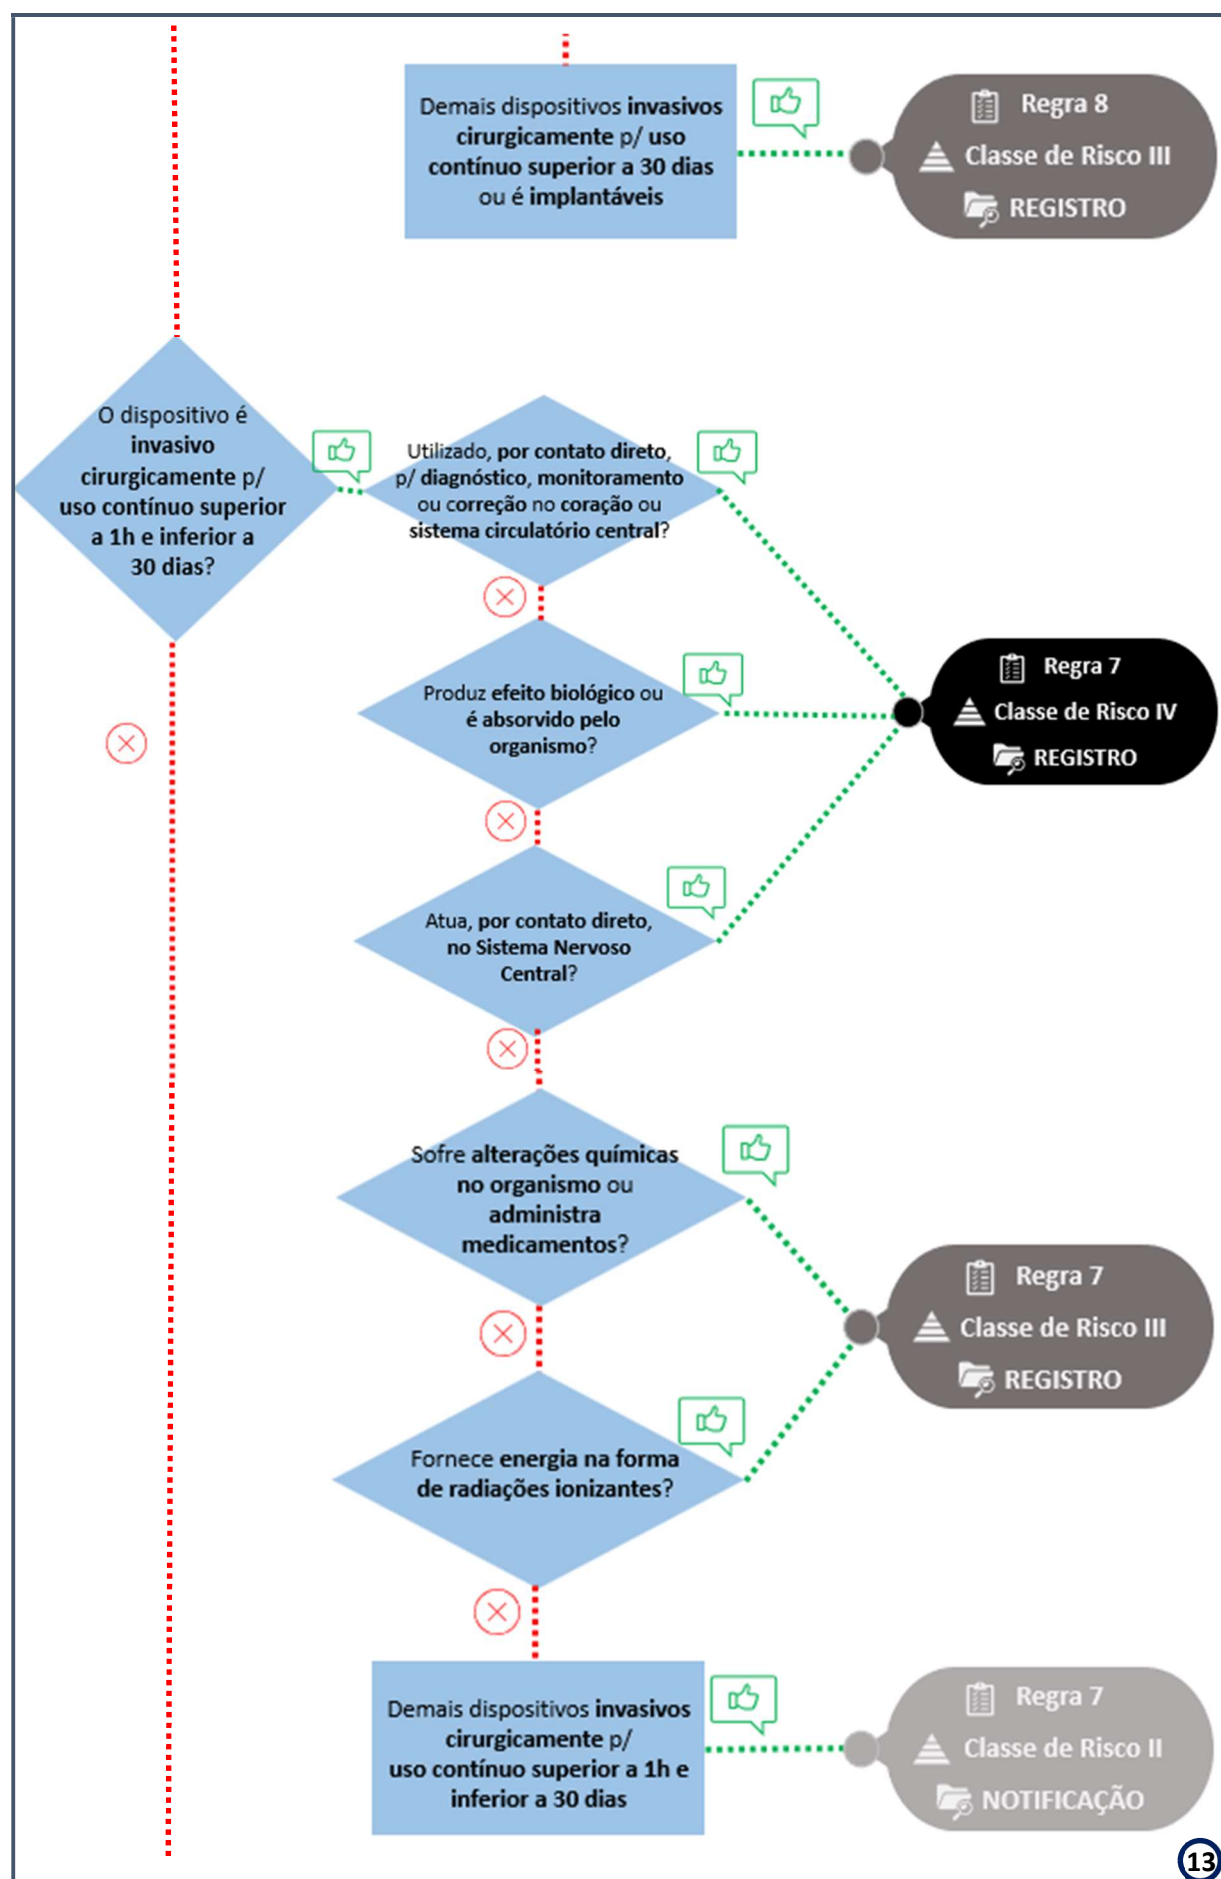 Demais dispositivos invasivos
cirurgicamente p/ uso
contínuo superior a 30 dias
ou é implantáveis
Regra 8
Classe de Risco III
REGISTRO
O dispositivo é
invasivo
cirurgicamente p/
uso contínuo superior
a 1h e inferior a
30 dias?
Utilizado, por contato direto,
p/ diagnóstico, monitoramento
ou correção no coração ou
sistema circulatório central?
Produz efeito biológico ou
é absorvido pelo
organismo?
Regra 7
Classe de Risco IV
REGISTRO
Atua, por contato direto,
no Sistema Nervoso
Central?
Sofre alterações químicas
no organismo ou
administra
medicamentos?
Regra 7
Classe de Risco III
REGISTRO
Fornece energia na forma
de radiações ionizantes?
Demais dispositivos invasivos
cirurgicamente p/
uso contínuo superior a 1h e
inferior a 30 dias
Regra 7
Classe de Risco II
NOTIFICAÇÃO
13